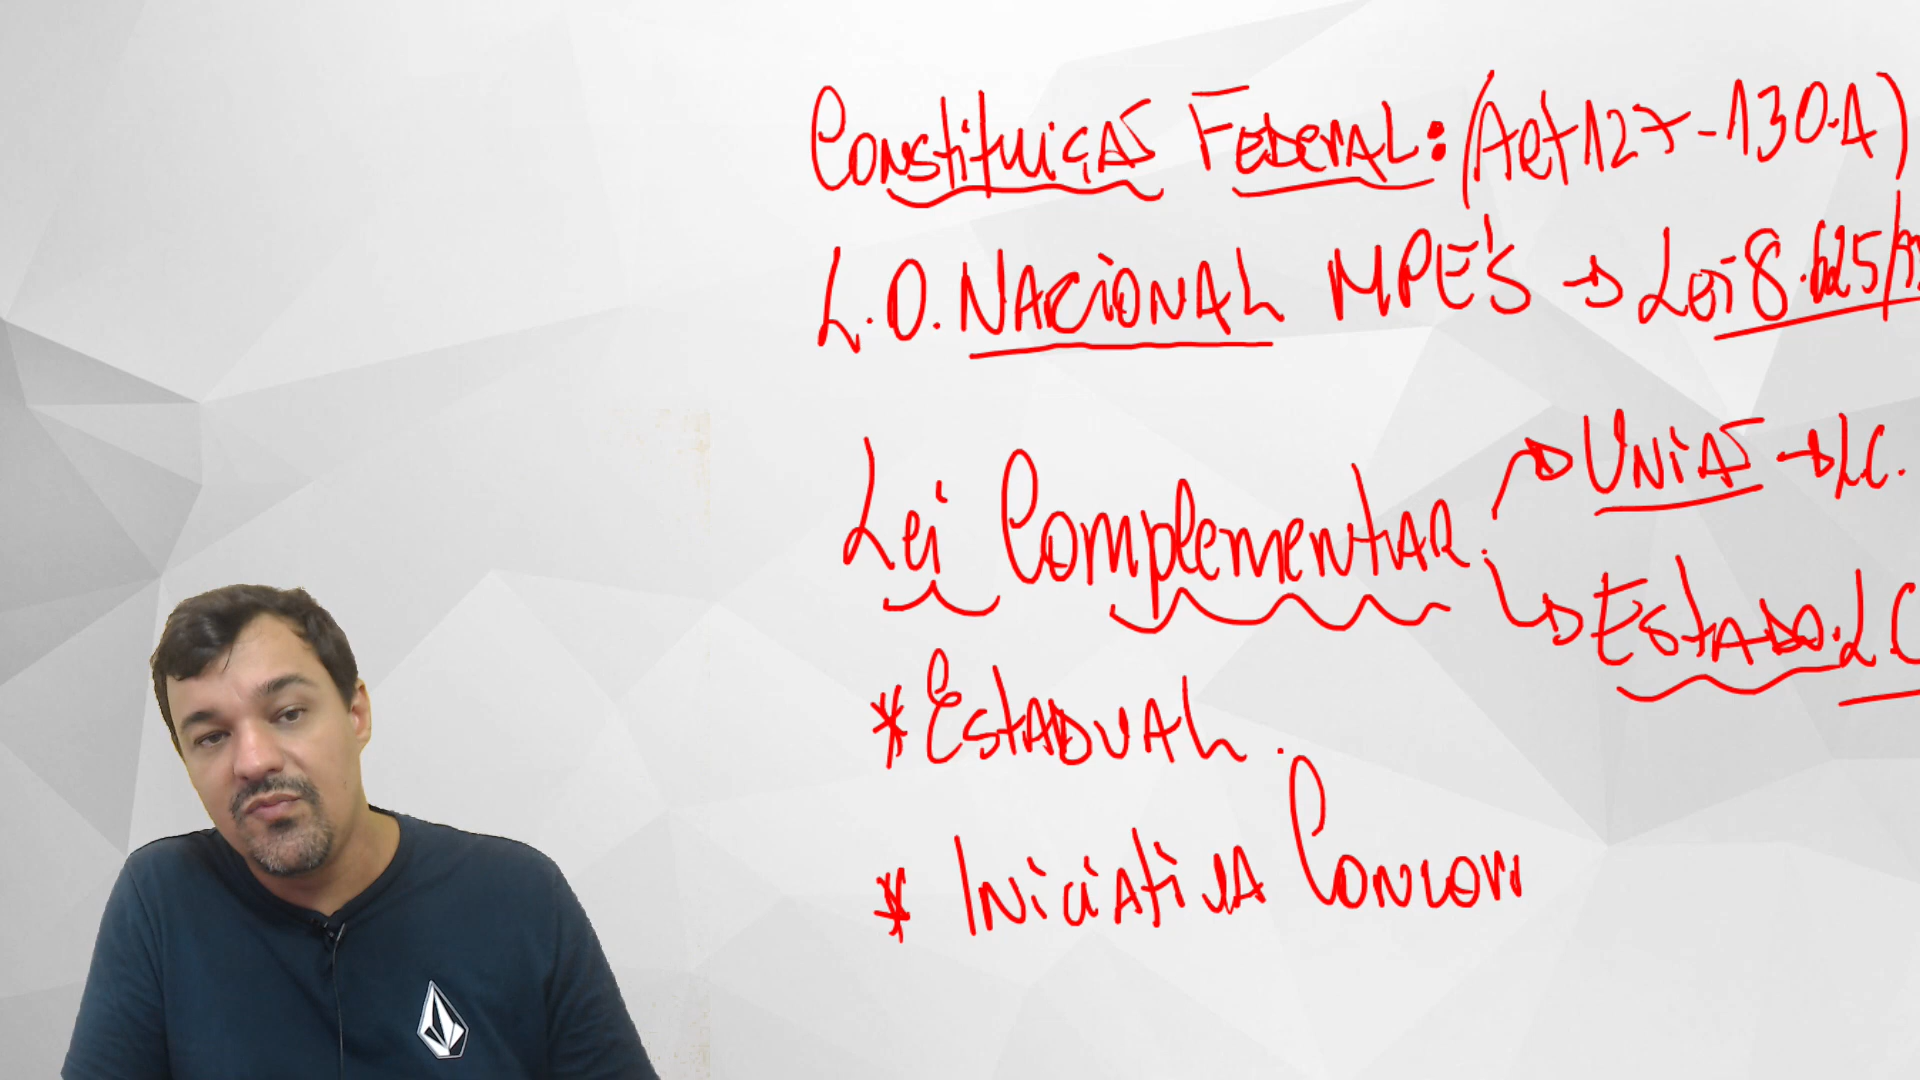 Constituição Federal: (Art 127-130-A)
L.O. NACIONAL MPE'S → Lei 8.625/
Lei Complementar
→ União → LC.
→ Estado. LC
* Estadual.
* Iniciativa Concorr